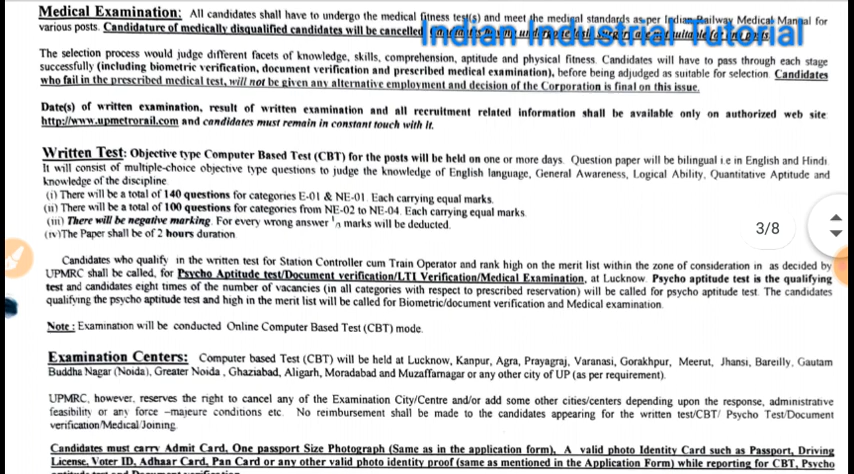 Medical Examination: All candidates shall have to undergo the medical fitness test(s) and meet the medical standards as per Indian Railway Medical Manual for
various posts. Candidature of medically disqualified candidates will be cancelled
Indian Industrial Tutorial
The selection process would judge different facets of knowledge, skills, comprehension, aptitude and physical fitness. Candidates will have to pass through each stage
successfully (including biometric verification, document verification and prescribed medical examination), before being adjudged as suitable for selection. Candidates
who fail in the prescribed medical test, will not be given any alternative employment and decision of the Corporation is final on this issue.
Date(s) of written examination, result of written examination and all recruitment related information shall be available only on authorized web site
http://www.upmetrorail.com and candidates must remain in constant touch with it.
Written Test: Objective type Computer Based Test (CBT) for the posts will be held on one or more days. Question paper will be bilingual i.e in English and Hindi.
It will consist of multiple-choice objective type questions to judge the knowledge of English language, General Awareness, Logical Ability, Quantitative Aptitude and
knowledge of the discipline.
(i) There will be a total of 140 questions for categories E-01 & NE-01. Each carrying equal marks.
(ii) There will be a total of 100 questions for categories from NE-02 to NE-04. Each carrying equal marks.
(iii) There will be negative marking. For every wrong answer marks will be deducted.
(iv)The Paper shall be of 2 hours duration
3/8
Candidates who qualify in the written test for Station Controller cum Train Operator and rank high on the merit list within the zone of consideration in as decided by
UPMRC shall be called, for Psycho Aptitude test/Document verification/LTI Verification/Medical Examination, at Lucknow. Psycho aptitude test is the qualifying
test and candidates eight times of the number of vacancies (in all categories with respect to prescribed reservation) will be called for psycho aptitude test. The candidates
qualifying the psycho aptitude test and high in the merit list will be called for Biometric/document verification and Medical examination.
Note : Examination will be conducted Online Computer Based Test (CBT) mode.
Examination Centers: Computer based Test (CBT) will be held at Lucknow, Kanpur, Agra, Prayagraj, Varanasi, Gorakhpur, Meerut, Jhansi, Bareilly, Gautam
Buddha Nagar (Noida), Greater Noida , Ghaziabad, Aligarh, Moradabad and Muzaffarnagar or any other city of UP (as per requirement).
UPMRC, however, reserves the right to cancel any of the Examination City/Centre and/or add some other cities/centers depending upon the response, administrative
feasibility or any force –majeure conditions etc. No reimbursement shall be made to the candidates appearing for the written test/CBT/ Psycho Test/Document
verification/Medical/Joining.
Candidates must carry Admit Card, One passport Size Photograph (Same as in the application form), A valid photo Identity Card such as Passport, Driving
License, Voter ID, Adhaar Card, Pan Card or any other valid photo identity proof (same as mentioned in the Application Form) while reporting for CBT, Psycho